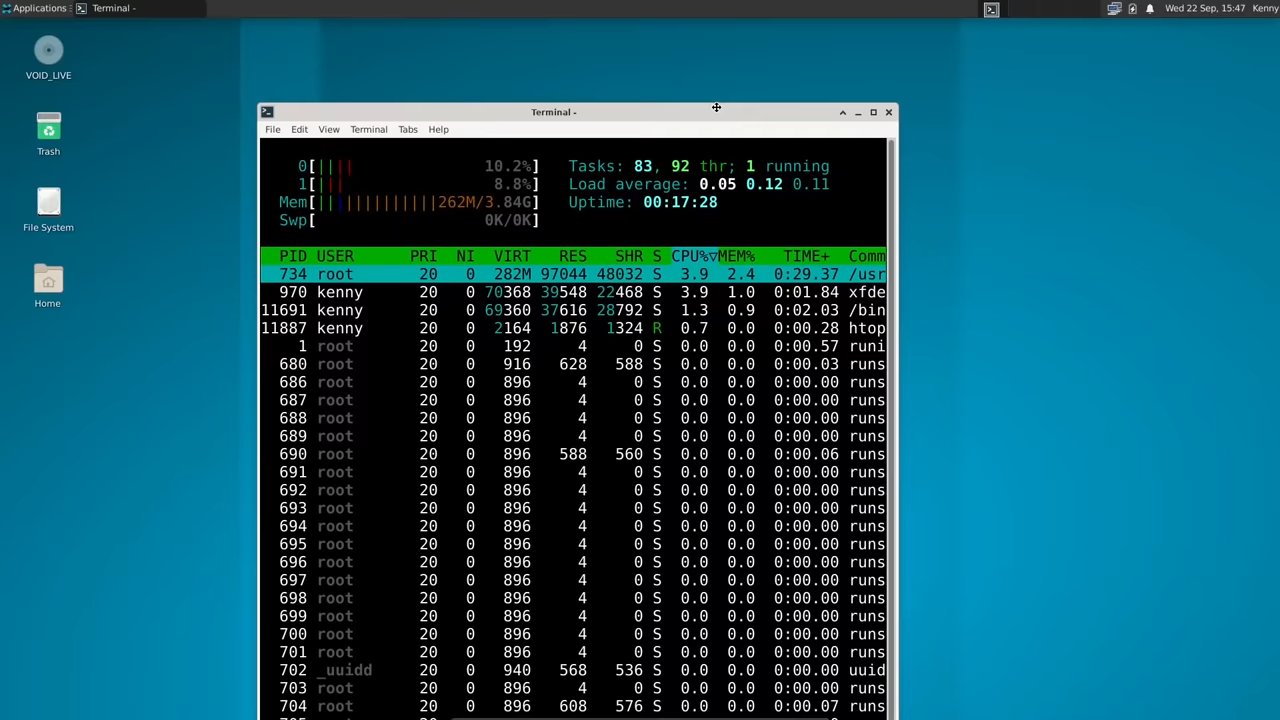 Applications Terminal - Wed 22 Sep, 15:47 Kenny
VOID_LIVE
Trash
File System
Home
Terminal -
File Edit View Terminal Tabs Help
0[|||| 10.2%] Tasks: 83, 92 thr; 1 running
1[||| 8.8%] Load average: 0.05 0.12 0.11
Mem[|||||||||||||262M/3.84G] Uptime: 00:17:28
Swp[ 0K/0K]
PID USER PRI NI VIRT RES SHR S CPU%▽MEM% TIME+ Comm
734 root 20 0 282M 97044 48032 S 3.9 2.4 0:29.37 /usr
970 kenny 20 0 70368 39548 22468 S 3.9 1.0 0:01.84 xfde
11691 kenny 20 0 69360 37616 28792 S 1.3 0.9 0:02.03 /bin
11887 kenny 20 0 2164 1876 1324 R 0.7 0.0 0:00.28 htop
1 root 20 0 192 4 0 S 0.0 0.0 0:00.57 runi
680 root 20 0 916 628 588 S 0.0 0.0 0:00.03 runs
686 root 20 0 896 4 0 S 0.0 0.0 0:00.00 runs
687 root 20 0 896 4 0 S 0.0 0.0 0:00.00 runs
688 root 20 0 896 4 0 S 0.0 0.0 0:00.00 runs
689 root 20 0 896 4 0 S 0.0 0.0 0:00.00 runs
690 root 20 0 896 588 560 S 0.0 0.0 0:00.06 runs
691 root 20 0 896 4 0 S 0.0 0.0 0:00.00 runs
692 root 20 0 896 4 0 S 0.0 0.0 0:00.00 runs
693 root 20 0 896 4 0 S 0.0 0.0 0:00.00 runs
694 root 20 0 896 4 0 S 0.0 0.0 0:00.00 runs
695 root 20 0 896 4 0 S 0.0 0.0 0:00.00 runs
696 root 20 0 896 4 0 S 0.0 0.0 0:00.00 runs
697 root 20 0 896 4 0 S 0.0 0.0 0:00.00 runs
698 root 20 0 896 4 0 S 0.0 0.0 0:00.00 runs
699 root 20 0 896 4 0 S 0.0 0.0 0:00.00 runs
700 root 20 0 896 4 0 S 0.0 0.0 0:00.00 runs
701 root 20 0 896 4 0 S 0.0 0.0 0:00.00 runs
702 _uuidd 20 0 940 568 536 S 0.0 0.0 0:00.00 uuid
703 root 20 0 896 4 0 S 0.0 0.0 0:00.00 runs
704 root 20 0 896 608 576 S 0.0 0.0 0:00.07 runs